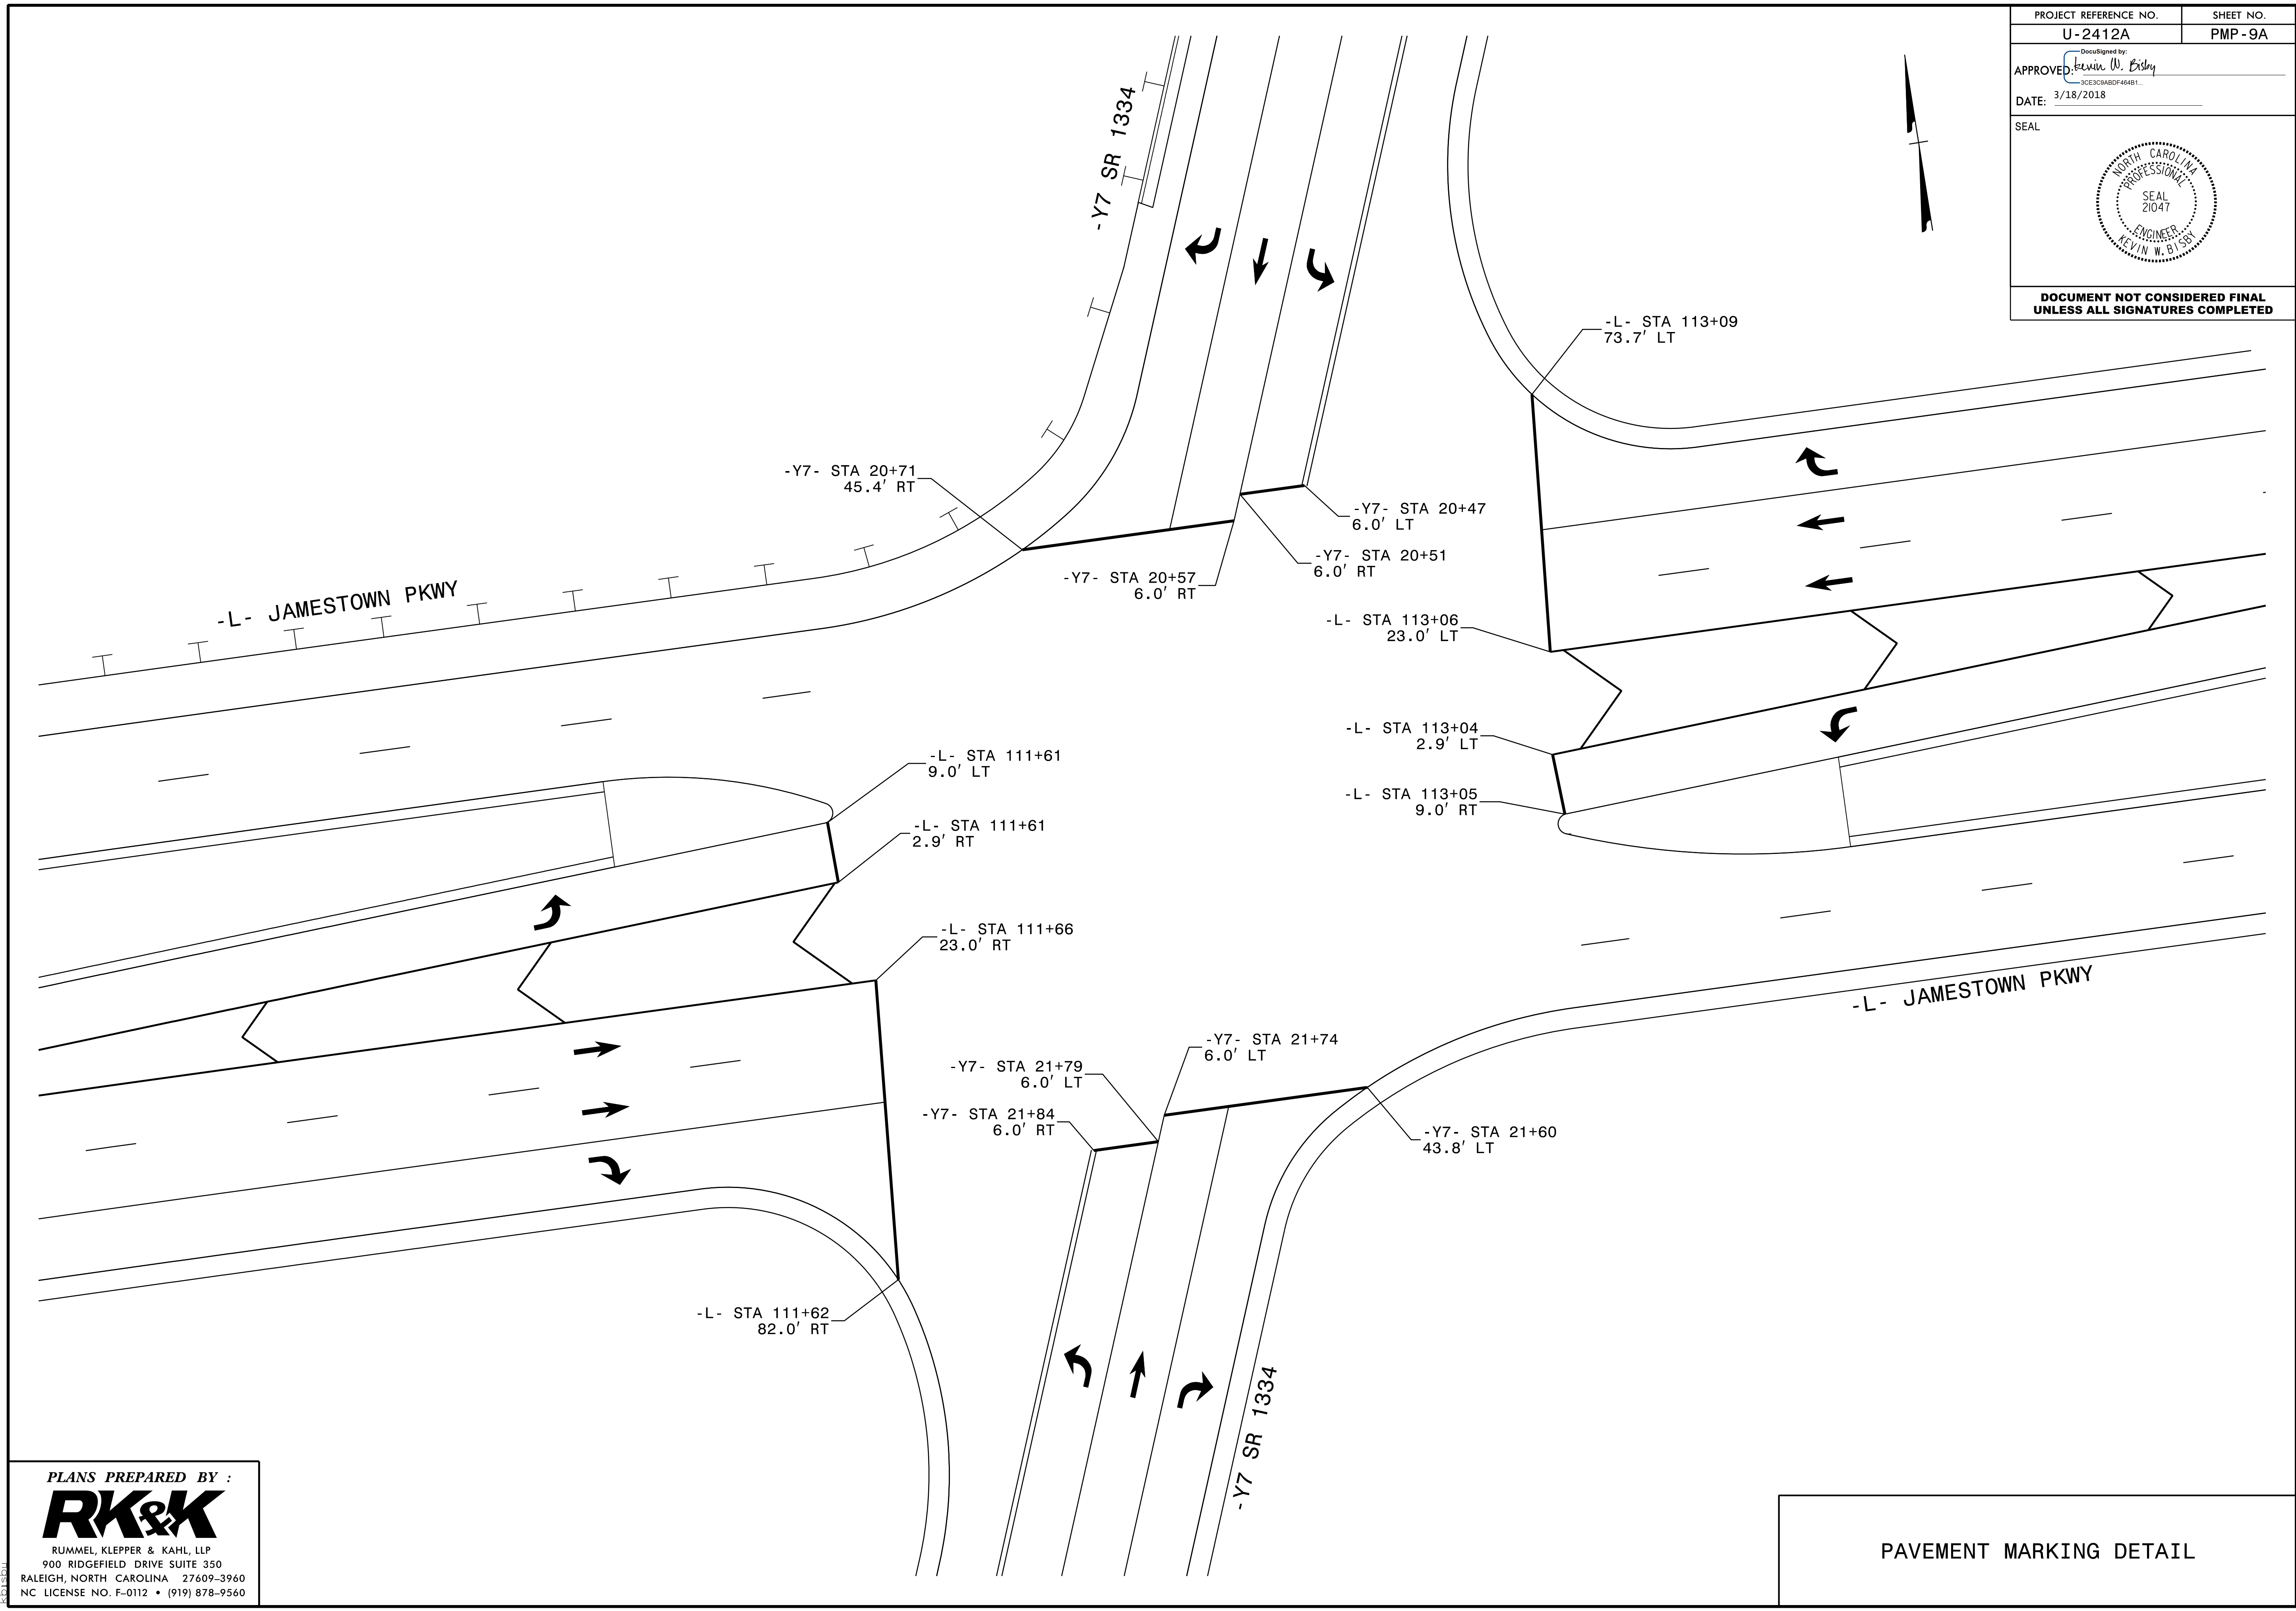 PROJECT REFERENCE NO.
SHEET NO.
U-2412A
PMP-9A
DocuSigned by:
APPROVED: Kevin W. Bisby
3CE3C9ABDF464B1...
DATE: 3/18/2018
SEAL
NORTH CAROLINA
PROFESSIONAL
SEAL
21047
ENGINEER
KEVIN W. BISBY
DOCUMENT NOT CONSIDERED FINAL
UNLESS ALL SIGNATURES COMPLETED
-Y7 SR 1334
-L- STA 113+09
73.7' LT
-Y7- STA 20+71
45.4' RT
-Y7- STA 20+47
6.0' LT
-Y7- STA 20+51
6.0' RT
-Y7- STA 20+57
6.0' RT
-L- JAMESTOWN PKWY
-L- STA 113+06
23.0' LT
-L- STA 113+04
2.9' LT
-L- STA 111+61
9.0' LT
-L- STA 113+05
9.0' RT
-L- STA 111+61
2.9' RT
-L- STA 111+66
23.0' RT
-L- JAMESTOWN PKWY
-Y7- STA 21+74
6.0' LT
-Y7- STA 21+79
6.0' LT
-Y7- STA 21+84
6.0' RT
-Y7- STA 21+60
43.8' LT
-L- STA 111+62
82.0' RT
-Y7 SR 1334
PLANS PREPARED BY :
RK&K
RUMMEL, KLEPPER & KAHL, LLP
900 RIDGEFIELD DRIVE SUITE 350
RALEIGH, NORTH CAROLINA 27609-3960
NC LICENSE NO. F-0112 • (919) 878-9560
kbisby
PAVEMENT MARKING DETAIL